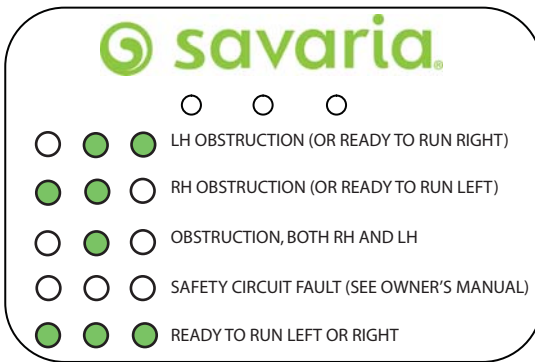 savaria®
LH OBSTRUCTION (OR READY TO RUN RIGHT)
RH OBSTRUCTION (OR READY TO RUN LEFT)
OBSTRUCTION, BOTH RH AND LH
SAFETY CIRCUIT FAULT (SEE OWNER'S MANUAL)
READY TO RUN LEFT OR RIGHT